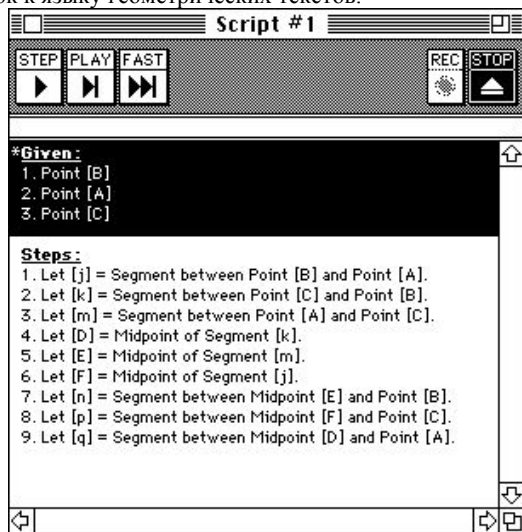 к языку геометрических текстов.
Script #1
STEP PLAY FAST REC STOP
*Given:
1. Point [B]
2. Point [A]
3. Point [C]
Steps:
1. Let [j] = Segment between Point [B] and Point [A].
2. Let [k] = Segment between Point [C] and Point [B].
3. Let [m] = Segment between Point [A] and Point [C].
4. Let [D] = Midpoint of Segment [k].
5. Let [E] = Midpoint of Segment [m].
6. Let [F] = Midpoint of Segment [j].
7. Let [n] = Segment between Midpoint [E] and Point [B].
8. Let [p] = Segment between Midpoint [F] and Point [C].
9. Let [q] = Segment between Midpoint [D] and Point [A].